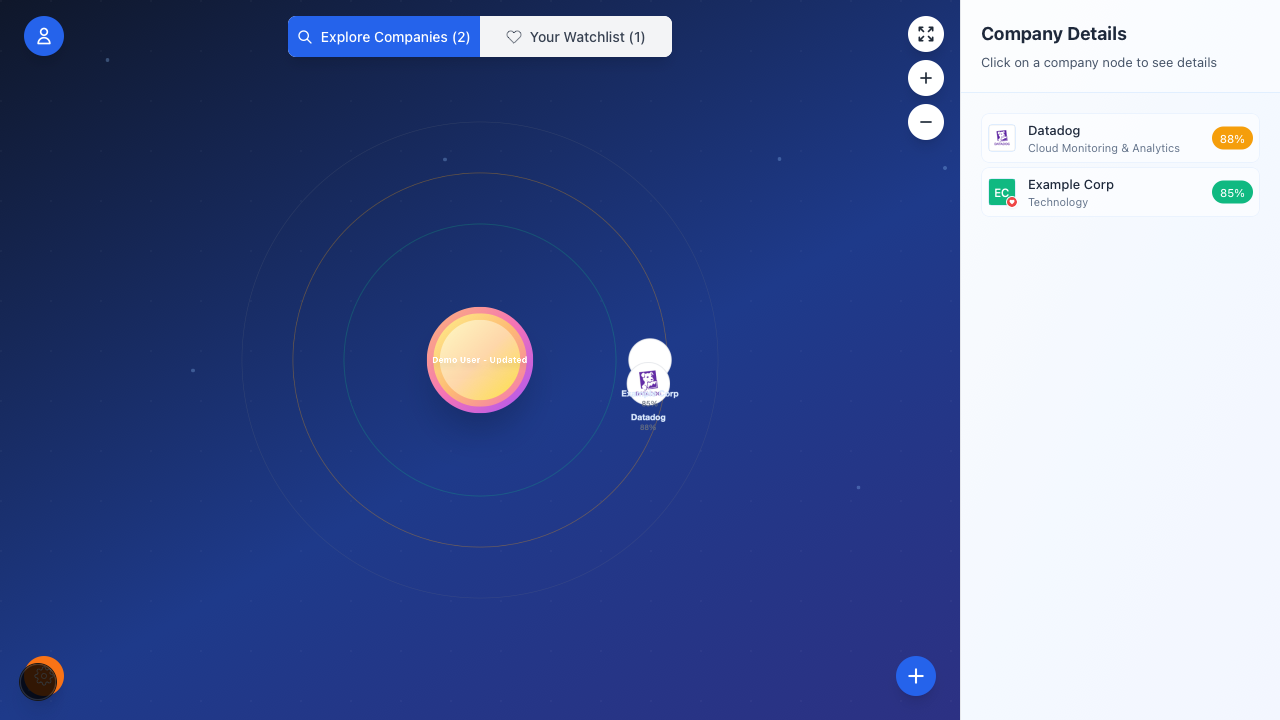 Explore Companies (2)
Your Watchlist (1)
Company Details
Click on a company node to see details
Datadog
Cloud Monitoring & Analytics
88%
EC
Example Corp
Technology
85%
Demo User - Updated
Example Corp
85%
Datadog
88%